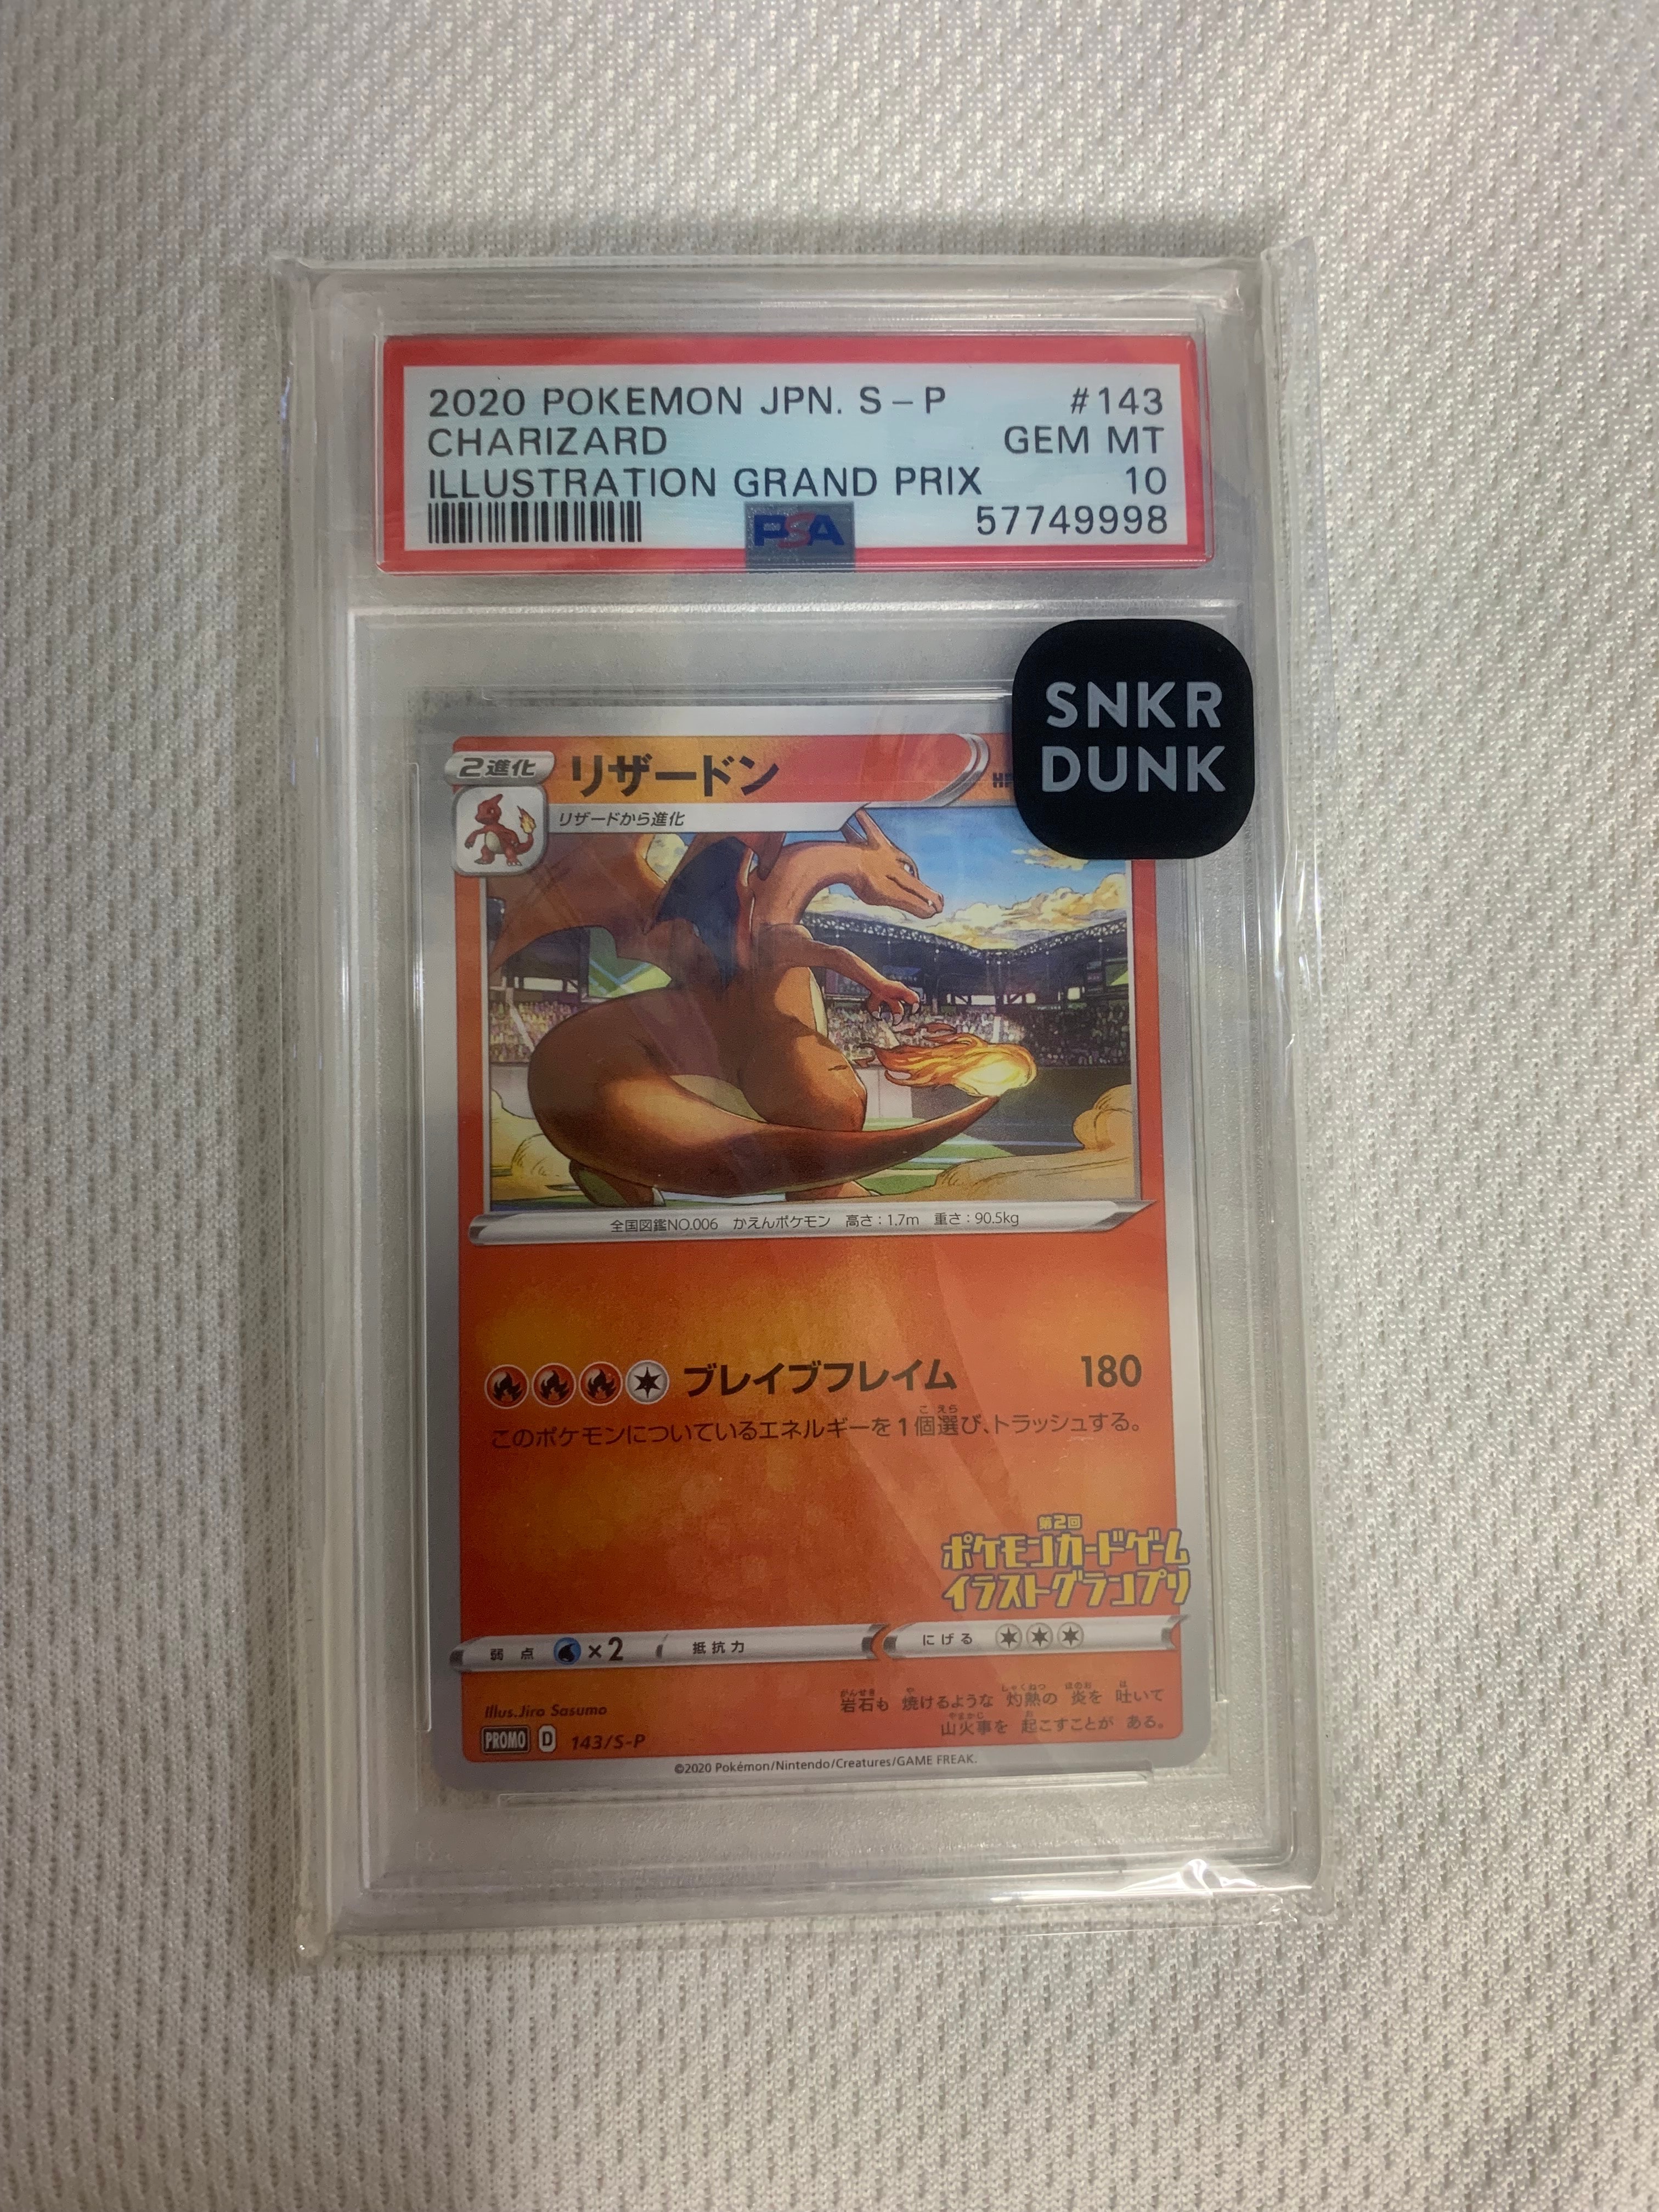 2020 POKEMON JPN. S-P #143
CHARIZARD GEM MT
ILLUSTRATION GRAND PRIX 10
PSA 57749998
SNKR
DUNK
2進化 リザードン
リザードから進化
全国図鑑NO.006 かえんポケモン 高さ:1.7m 重さ:90.5kg
ブレイブフレイム 180
このポケモンについているエネルギーを1個選び、トラッシュする。
第2回
ポケモンカードゲーム
イラストグランプリ
弱点 ×2 抵抗力 にげる
Illus.Jiro Sasumo
岩石も 焼けるような 灼熱の 炎を 吐いて
山火事を 起こすことが ある。
PROMO D 143/S-P
©2020 Pokémon/Nintendo/Creatures/GAME FREAK.